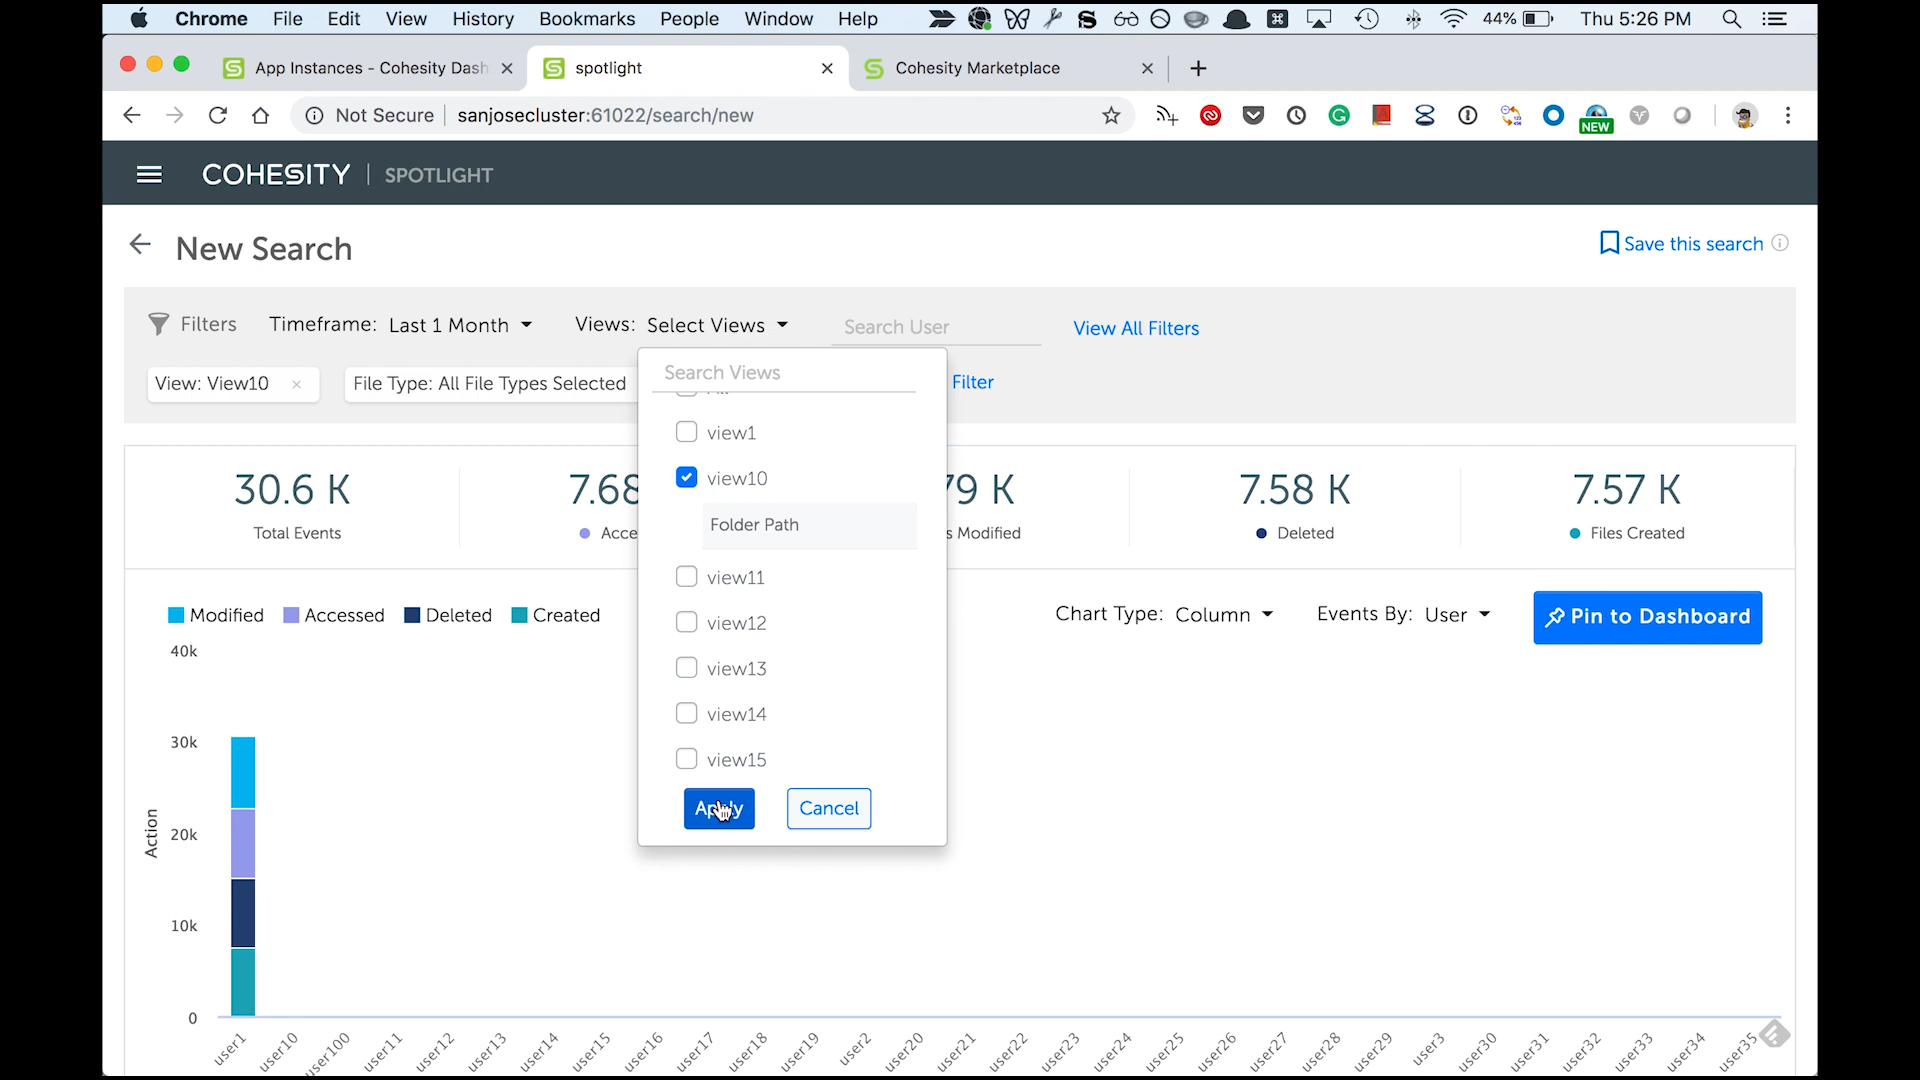 Chrome File Edit View History Bookmarks People Window Help 44% Thu 5:26 PM
App Instances - Cohesity Dash spotlight Cohesity Marketplace
Not Secure sanjosecluster:61022/search/new NEW
COHESITY SPOTLIGHT
New Search Save this search
Filters Timeframe: Last 1 Month Views: Select Views Search User View All Filters
View: View10 File Type: All File Types Selected Filter
Search Views
view1
view10
Folder Path
view11
view12
view13
view14
view15
Apply Cancel
30.6 K 7.68 79 K 7.58 K 7.57 K
Total Events Acce s Modified Deleted Files Created
Modified Accessed Deleted Created Chart Type: Column Events By: User Pin to Dashboard
40k
30k
20k
10k
0
Action
user1 user10 user100 user11 user12 user13 user14 user15 user16 user17 user18 user19 user2 user20 user21 user22 user23 user24 user25 user26 user27 user28 user29 user3 user30 user31 user32 user33 user34 user35